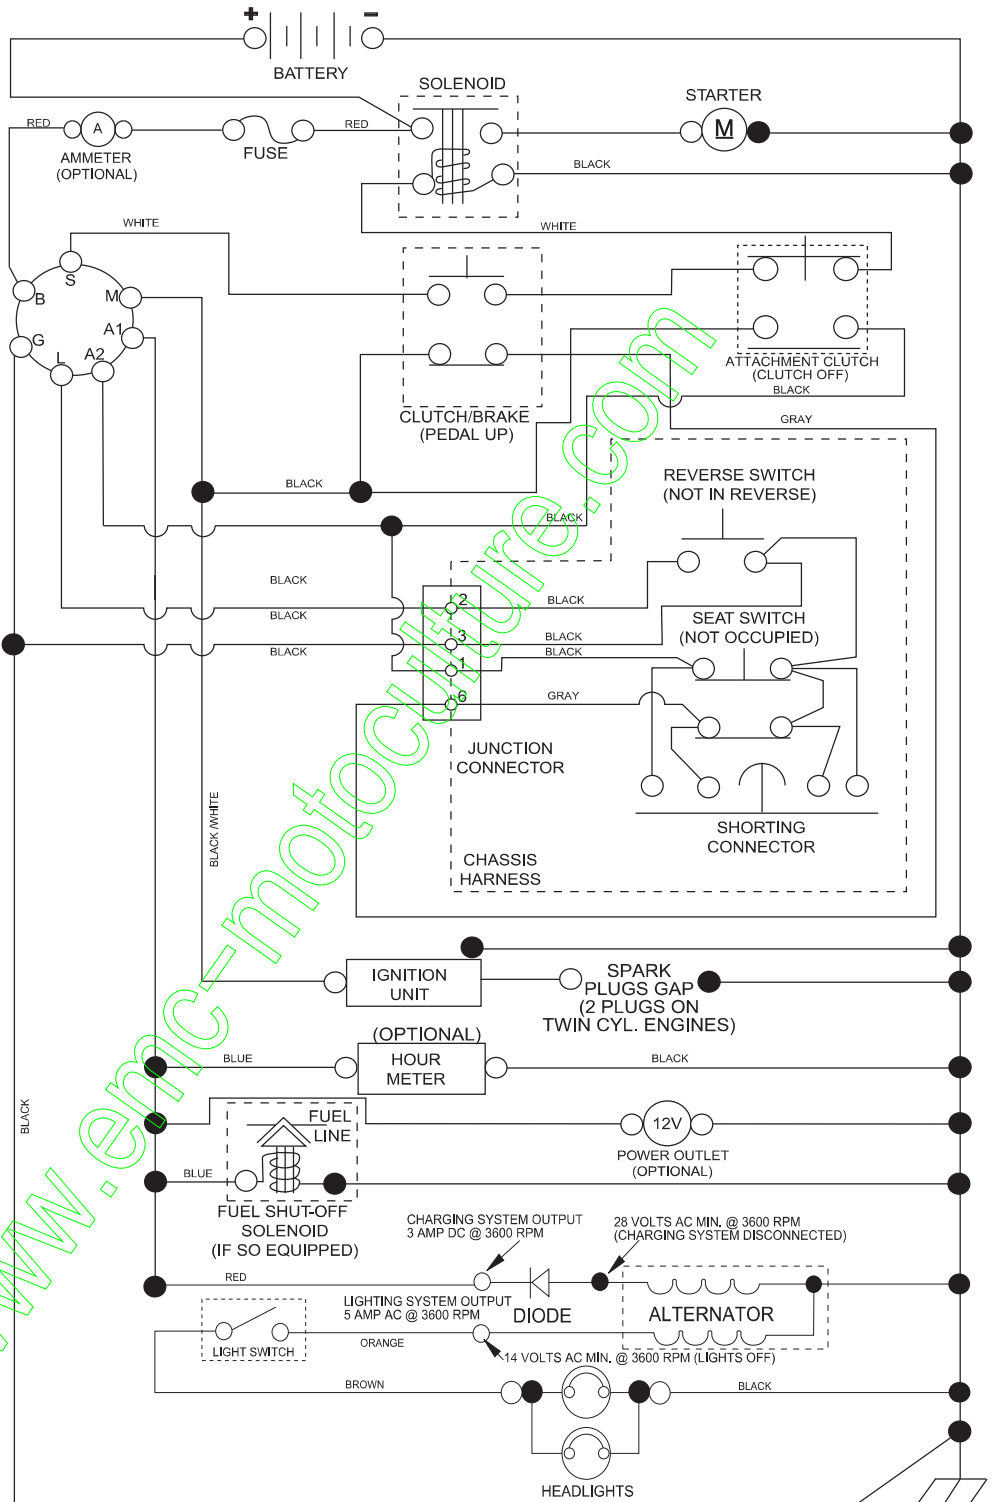 + −
BATTERY
SOLENOID
STARTER
RED
A
RED
M
AMMETER
(OPTIONAL)
FUSE
BLACK
WHITE
WHITE
S
B
M
G
A1
L
A2
ATTACHMENT CLUTCH
(CLUTCH OFF)
BLACK
CLUTCH/BRAKE
(PEDAL UP)
GRAY
BLACK
REVERSE SWITCH
(NOT IN REVERSE)
BLACK
BLACK
2
BLACK
BLACK
SEAT SWITCH
(NOT OCCUPIED)
3
BLACK
BLACK
BLACK
1
6
GRAY
JUNCTION
CONNECTOR
BLACK/WHITE
SHORTING
CONNECTOR
CHASSIS
HARNESS
IGNITION
UNIT
SPARK
PLUGS GAP
(2 PLUGS ON
TWIN CYL. ENGINES)
(OPTIONAL)
BLUE
HOUR
METER
BLACK
BLACK
FUEL
LINE
12V
POWER OUTLET
(OPTIONAL)
BLUE
FUEL SHUT-OFF
SOLENOID
(IF SO EQUIPPED)
CHARGING SYSTEM OUTPUT
3 AMP DC @ 3600 RPM
28 VOLTS AC MIN. @ 3600 RPM
(CHARGING SYSTEM DISCONNECTED)
RED
LIGHTING SYSTEM OUTPUT
5 AMP AC @ 3600 RPM
DIODE
ALTERNATOR
ORANGE
LIGHT SWITCH
14 VOLTS AC MIN. @ 3600 RPM (LIGHTS OFF)
BROWN
BLACK
HEADLIGHTS
www.emc-motoculture.com